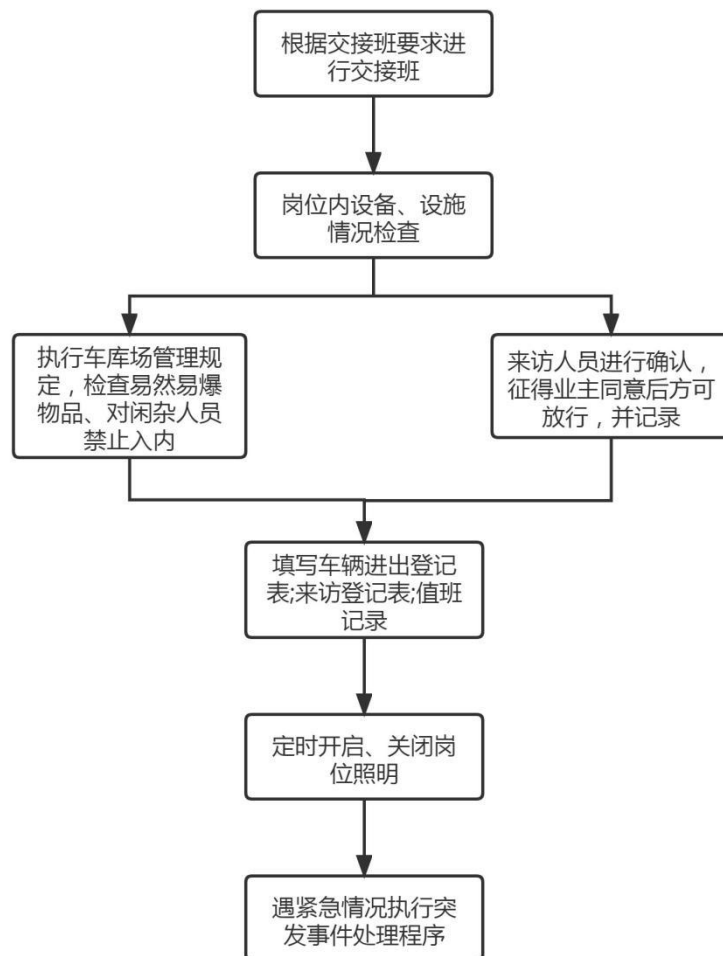 根据交接班要求进
行交接班
岗位内设备、设施
情况检查
执行车库场管理规
定，检查易然易爆
物品、对闲杂人员
禁止入内
来访人员进行确认，
征得业主同意后方可
放行，并记录
填写车辆进出登记
表;来访登记表;值班
记录
定时开启、关闭岗
位照明
遇紧急情况执行突
发事件处理程序